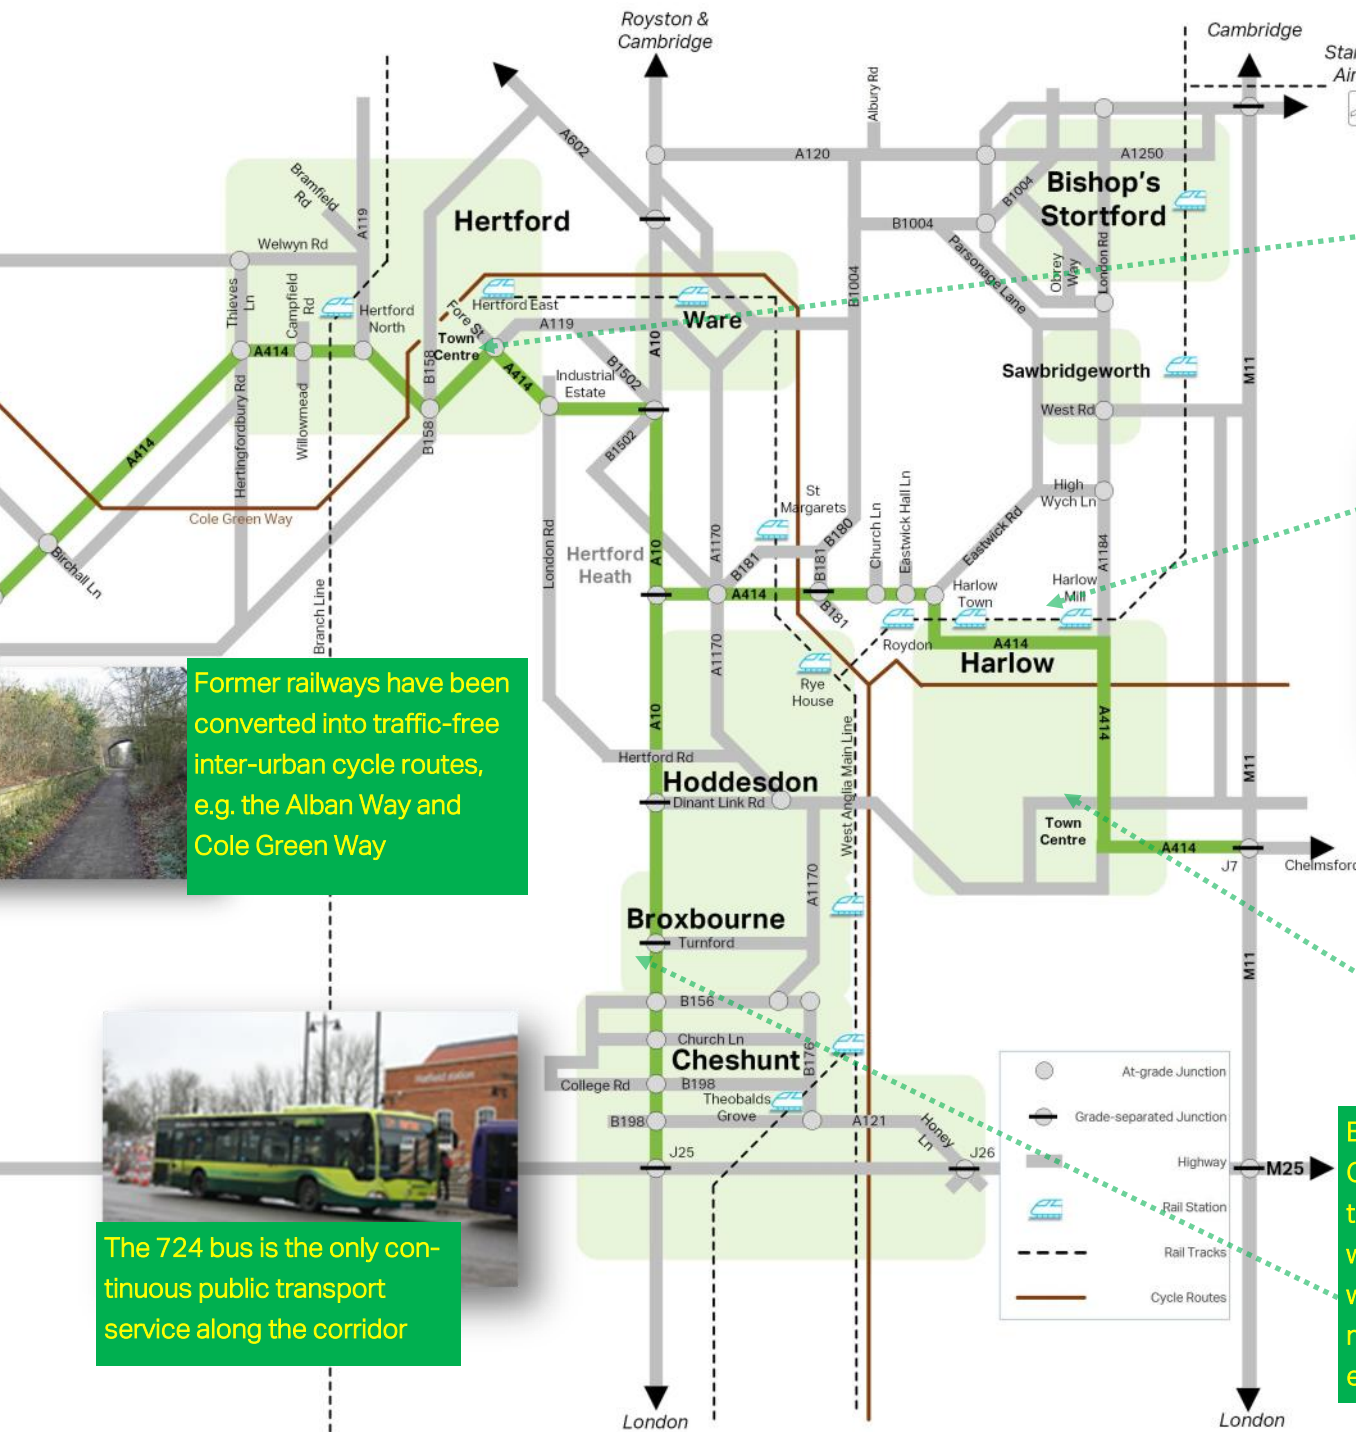 Royston &
Cambridge
Cambridge
A602
Albury Rd
A120
A1250
Bramfield
Rd
A119
B1004
Bishop's
Stortford
Hertford
Welwyn Rd
B1004
Parsonage Lane
Obrey
Way
London Rd
B1004
Thieves
Ln
Campfield
Rd
Hertford
North
Hertford East
Fore St
Town
Centre
A119
Ware
A10
A414
A414
B158
B1502
Industrial
Estate
Sawbridgeworth
M11
West Rd
A414
Hertingfordbury Rd
Willowmead
B158
B1502
Cole Green Way
St
Margarets
High
Wych Ln
Birchall Ln
London Rd
Hertford
Heath
A10
A1170
B181
B180
B181
Church Ln
Eastwick Hall Ln
Eastwick Rd
A1184
Harlow
Town
Harlow
Mill
A414
B181
Branch Line
Roydon
A414
Harlow
A1170
Rye
House
A10
A414
West Anglia Main Line
Hertford Rd
Hoddesdon
Dinant Link Rd
M11
Town
Centre
A414
J7
Chelmsford
A1170
Former railways have been
converted into traffic-free
inter-urban cycle routes,
e.g. the Alban Way and
Cole Green Way
Broxbourne
Turnford
M11
B156
Church Ln
Cheshunt
B176
College Rd
B198
Theobalds
Grove
B198
A121
Honey
Ln
J25
J26
M25
At-grade Junction
Grade-separated Junction
Highway
Rail Station
Rail Tracks
Cycle Routes
The 724 bus is the only con-
tinuous public transport
service along the corridor
London
London